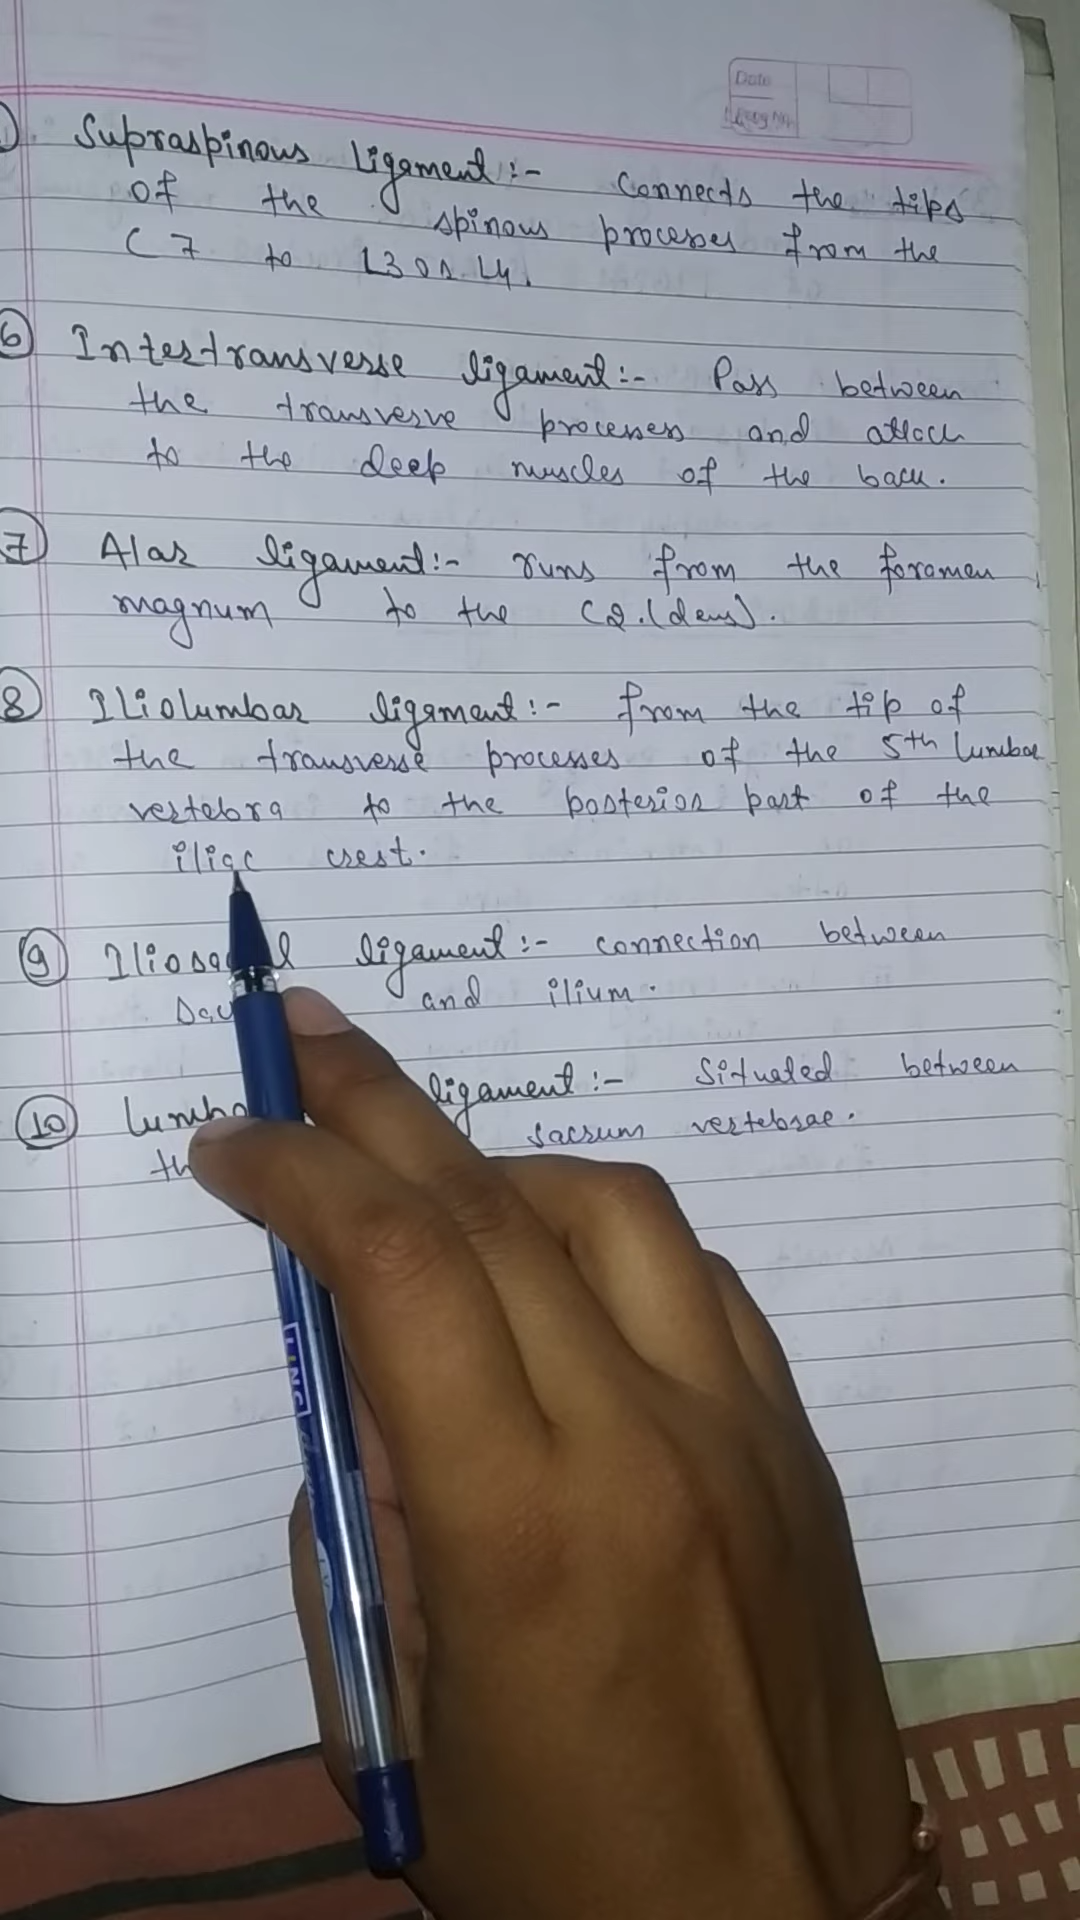 Date
Supraspinous Ligament:- connects the tips
of the spinous processes from the
C7 to L3 or L4.
6 Intertransverse ligament:- Pass between
the transverse processes and attach
to the deep muscles of the back.
7 Alar ligament:- runs from the foramen
magnum to the C2.(dens).
8 Iliolumbar ligament:- from the tip of
the transverse processes of the 5th lumbar
vertebra to the posterior part of the
iliac crest.
9 ligament:- connection between
and ilium.
10 ligament:- Situated between
sacrum vertebrae.
LINC